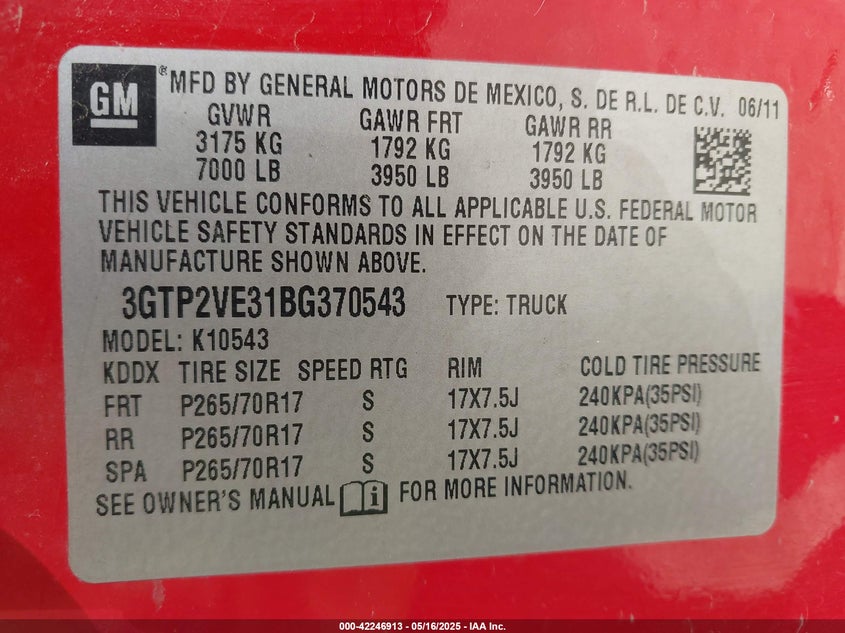 GM
® MFD BY GENERAL MOTORS DE MEXICO, S. DE R.L. DE C.V. 06/11
GVWR GAWR FRT GAWR RR
3175 KG 1792 KG 1792 KG
7000 LB 3950 LB 3950 LB
THIS VEHICLE CONFORMS TO ALL APPLICABLE U.S. FEDERAL MOTOR
VEHICLE SAFETY STANDARDS IN EFFECT ON THE DATE OF
MANUFACTURE SHOWN ABOVE.
3GTP2VE31BG370543 TYPE: TRUCK
MODEL: K10543
KDDX TIRE SIZE SPEED RTG RIM COLD TIRE PRESSURE
FRT P265/70R17 S 17X7.5J 240KPA(35PSI)
RR P265/70R17 S 17X7.5J 240KPA(35PSI)
SPA P265/70R17 S 17X7.5J 240KPA(35PSI)
SEE OWNER'S MANUAL i FOR MORE INFORMATION.
000-42246913 - 05/16/2025 - IAA Inc.